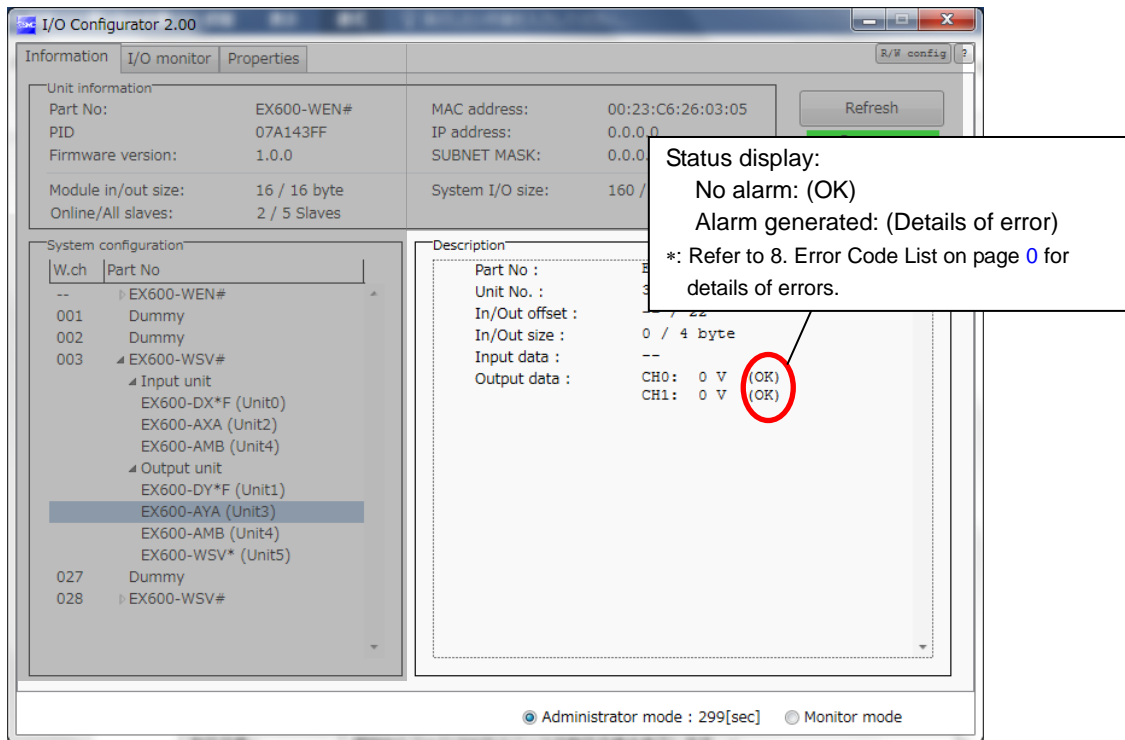 I/O Configurator 2.00
Information I/O monitor Properties R/W config ?
Unit information
Part No: EX600-WEN# MAC address: 00:23:C6:26:03:05 Refresh
PID 07A143FF IP address: 0.0.0.0
Firmware version: 1.0.0 SUBNET MASK: 0.0.0.
Module in/out size: 16 / 16 byte System I/O size: 160 /
Online/All slaves: 2 / 5 Slaves
Status display:
No alarm: (OK)
Alarm generated: (Details of error)
*: Refer to 8. Error Code List on page 0 for
details of errors.
System configuration
W.ch Part No
-- EX600-WEN#
001 Dummy
002 Dummy
003 EX600-WSV#
Input unit
EX600-DX*F (Unit0)
EX600-AXA (Unit2)
EX600-AMB (Unit4)
Output unit
EX600-DY*F (Unit1)
EX600-AYA (Unit3)
EX600-AMB (Unit4)
EX600-WSV* (Unit5)
027 Dummy
028 EX600-WSV#
Description
Part No :
Unit No. : 3
In/Out offset : -- / 22
In/Out size : 0 / 4 byte
Input data : --
Output data : CH0: 0 V (OK)
CH1: 0 V (OK)
Administrator mode : 299[sec] Monitor mode